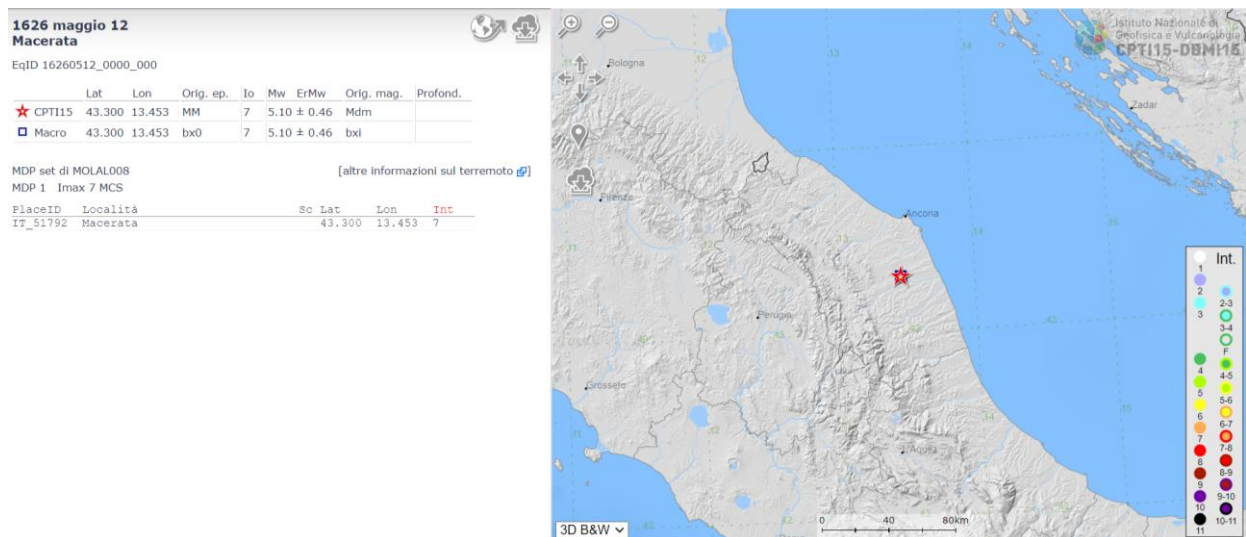 1626 maggio 12
Macerata
EqID 16260512_0000_000
Lat Lon Orig. ep. Io Mw ErMw Orig. mag. Profond.
CPTI15 43.300 13.453 MM 7 5.10 ± 0.46 Mdm
Macro 43.300 13.453 bx0 7 5.10 ± 0.46 bxi
MDP set di MOLAL008 [altre informazioni sul terremoto]
MDP 1 Imax 7 MCS
PlaceID Località Sc Lat Lon Int
IT_51792 Macerata 43.300 13.453 7
Istituto Nazionale di
Geofisica e Vulcanologia
CPTI15-DBMI15
Bologna
Zadar
Firenze
Ancona
Perugia
Grosseto
L'Aquila
Int.
1
2
2-3
3
3-4
F
4
4-5
5
5-6
6
6-7
7
7-8
8
8-9
9
9-10
10
10-11
11
0 40 80km
3D B&W